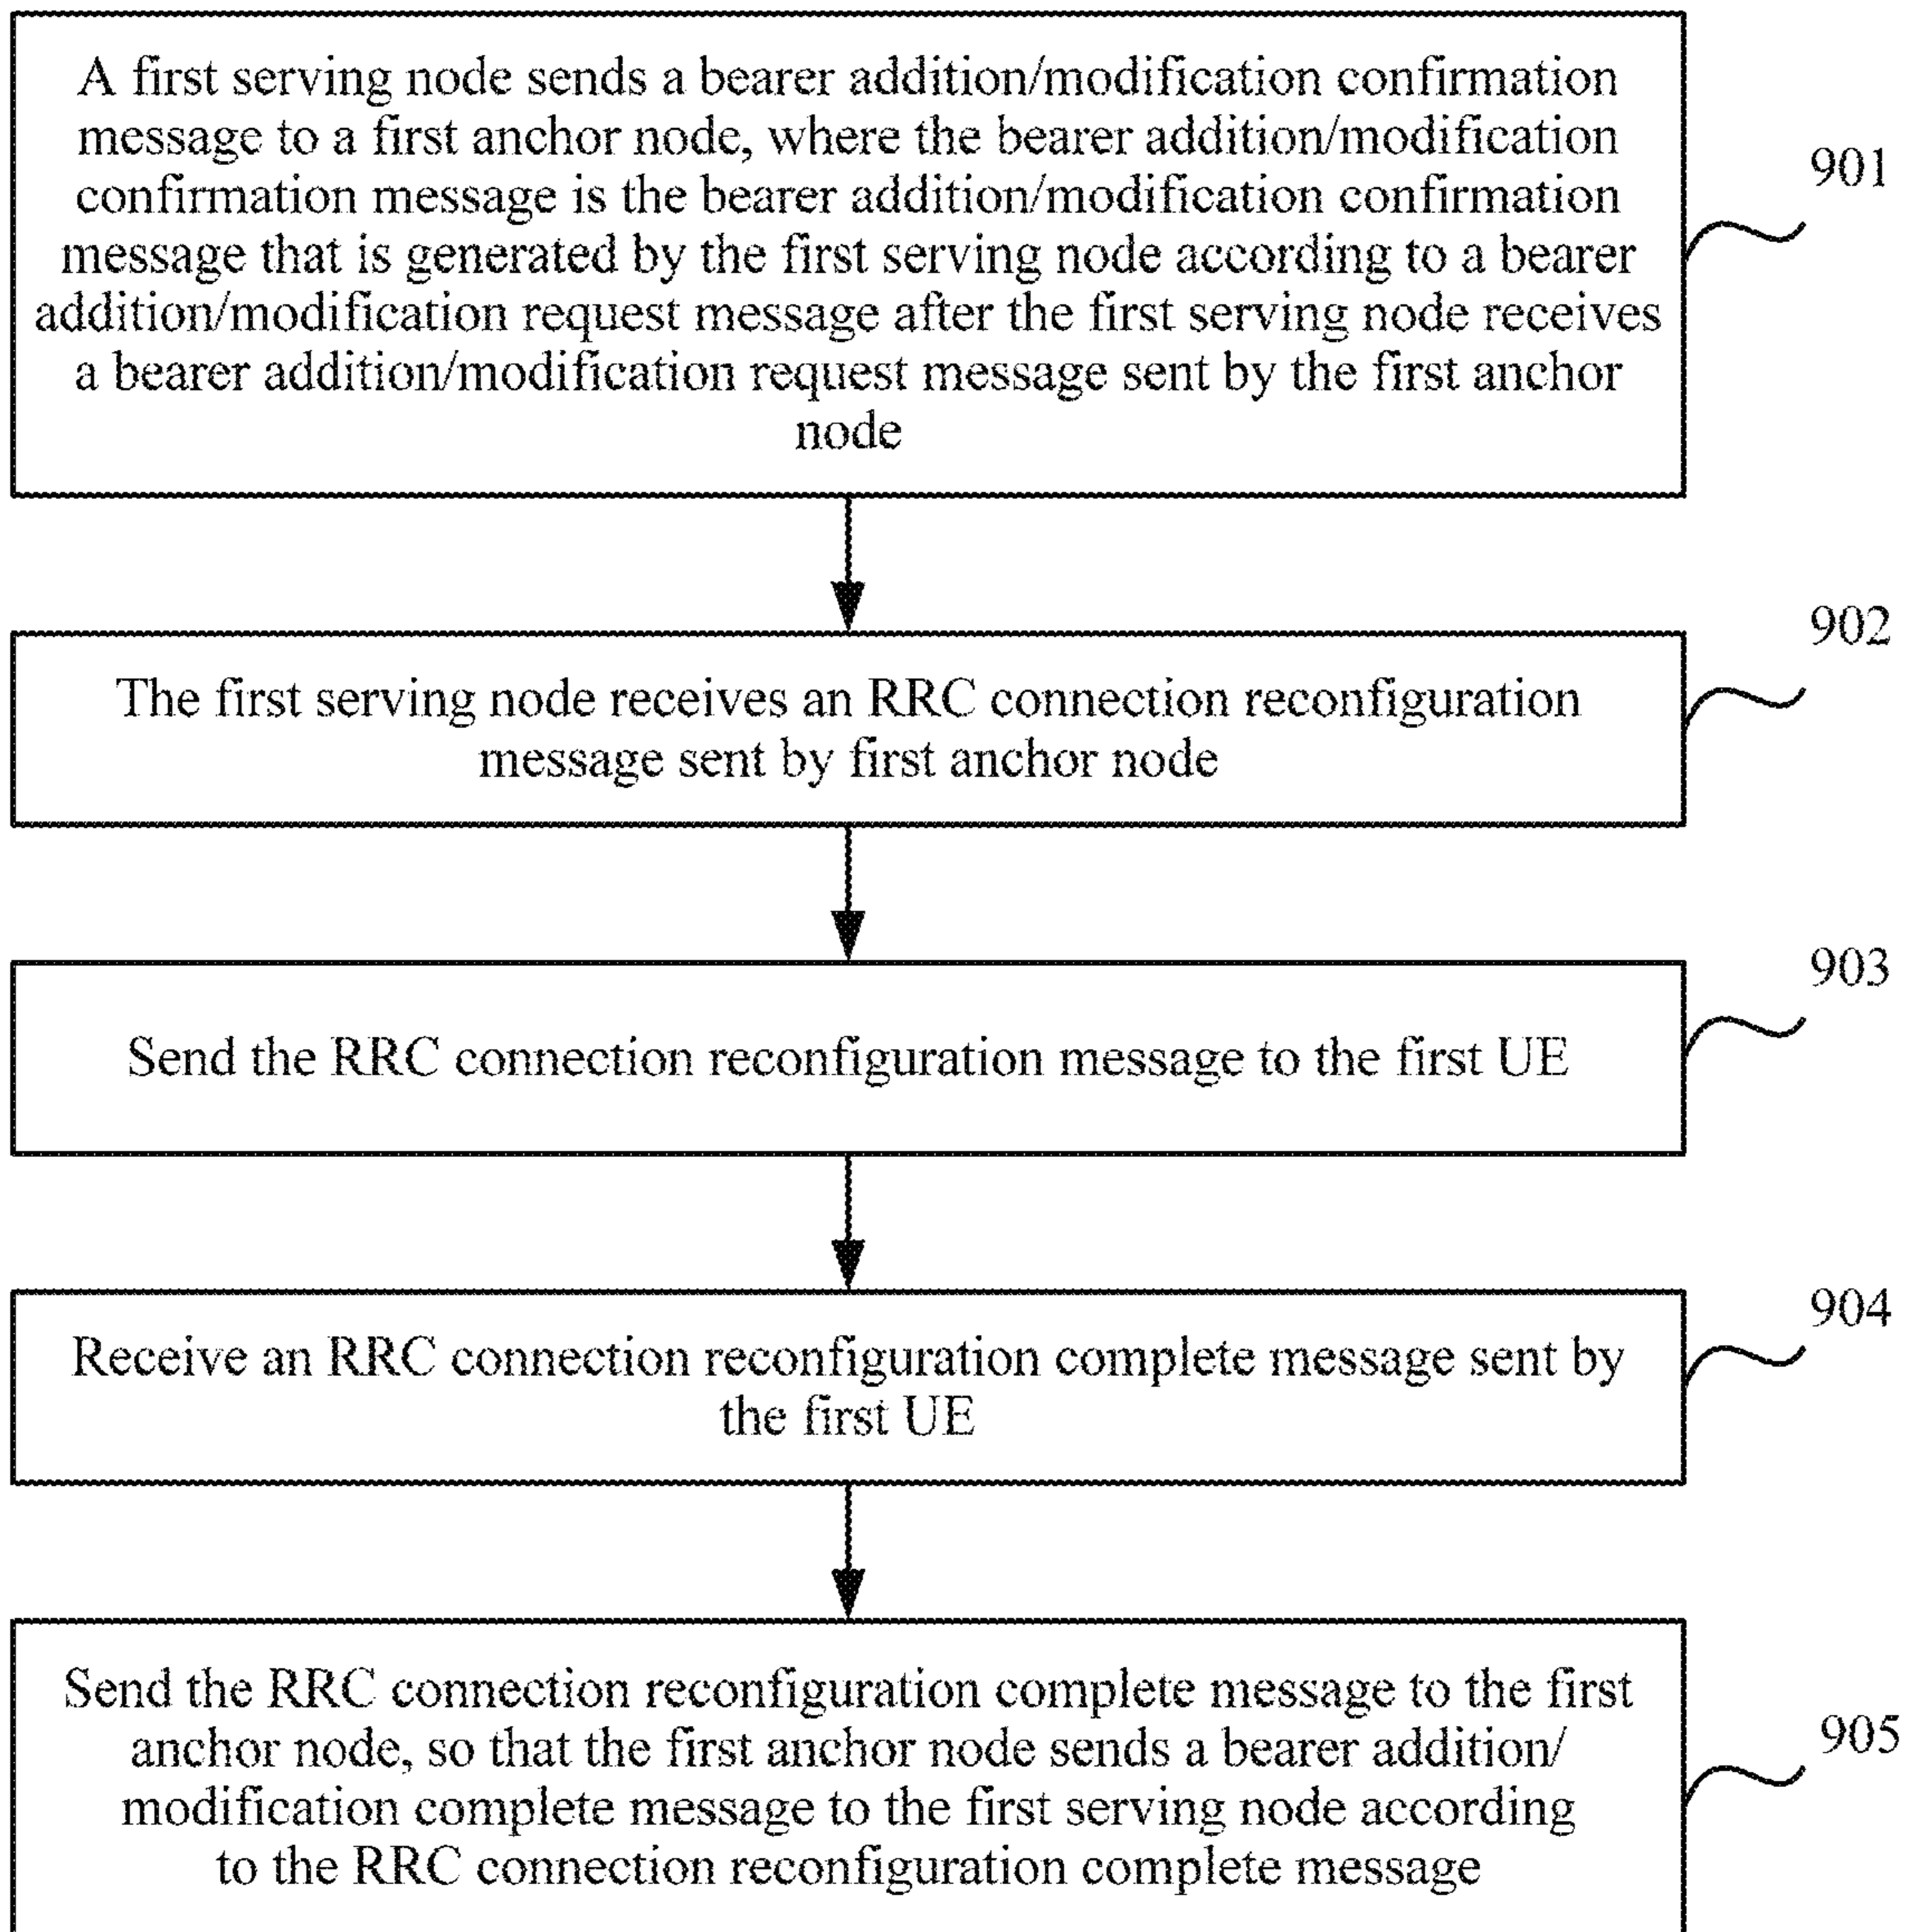 A first serving node sends a bearer addition/modification confirmation
message to a first anchor node, where the bearer addition/modification
confirmation message is the bearer addition/modification confirmation
message that is generated by the first serving node according to a bearer
addition/modification request message after the first serving node receives
a bearer addition/modification request message sent by the first anchor
node
901
The first serving node receives an RRC connection reconfiguration
message sent by first anchor node
902
Send the RRC connection reconfiguration message to the first UE
903
Receive an RRC connection reconfiguration complete message sent by
the first UE
904
Send the RRC connection reconfiguration complete message to the first
anchor node, so that the first anchor node sends a bearer addition/
modification complete message to the first serving node according
to the RRC connection reconfiguration complete message
905